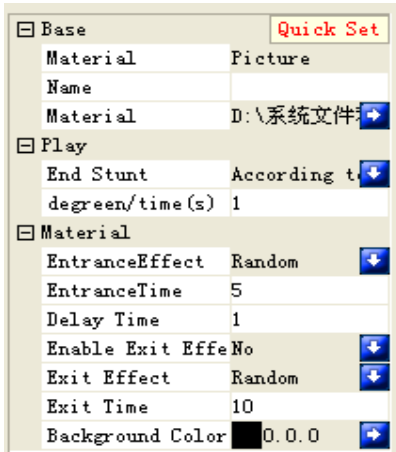 Base Quick Set
Material Picture
Name
Material D:\系统文件
Play
End Stunt According t
degreen/time(s) 1
Material
EntranceEffect Random
EntranceTime 5
Delay Time 1
Enable Exit Effe No
Exit Effect Random
Exit Time 10
Background Color 0.0.0